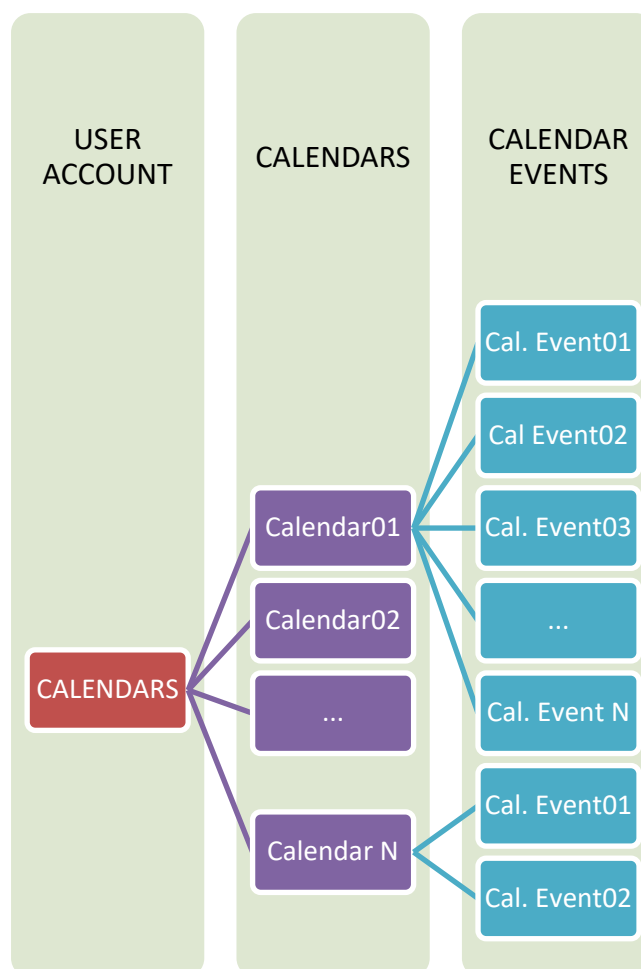 USER
ACCOUNT
CALENDARS
CALENDAR
EVENTS
CALENDARS
Calendar01
Calendar02
...
Calendar N
Cal. Event01
Cal Event02
Cal. Event03
...
Cal. Event N
Cal. Event01
Cal. Event02